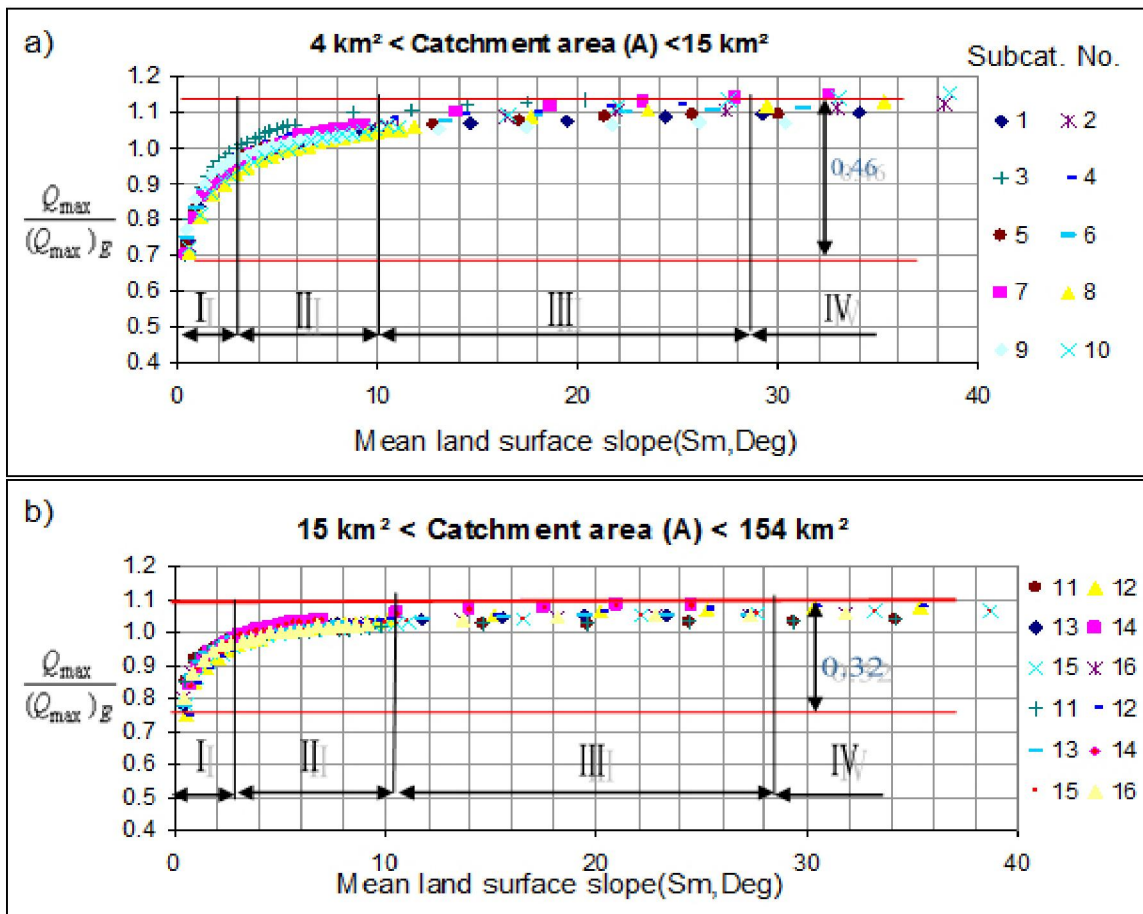 a)
4 km² < Catchment area (A) <15 km²
Subcat. No.
1.2
1.1
1.0
0.9
0.8
0.7
0.6
0.5
0.4
Qmax
(Qmax)E
0.46
I II III IV
0 10 20 30 40
Mean land surface slope(Sm,Deg)
1 2
3 4
5 6
7 8
9 10
b)
15 km² < Catchment area (A) < 154 km²
1.2
1.1
1.0
0.9
0.8
0.7
0.6
0.5
0.4
Qmax
(Qmax)E
0,32
I II III IV
0 10 20 30 40
Mean land surface slope(Sm,Deg)
11 12
13 14
15 16
11 12
13 14
15 16